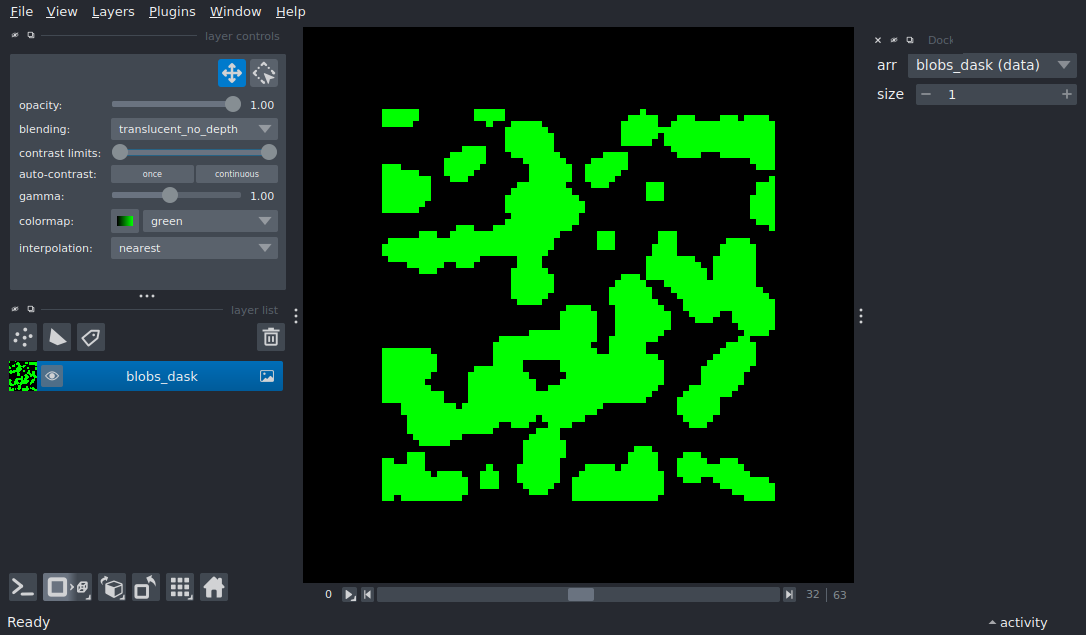 File View Layers Plugins Window Help
layer controls
opacity: 1.00
blending: translucent_no_depth
contrast limits:
auto-contrast: once continuous
gamma: 1.00
colormap: green
interpolation: nearest
layer list
blobs_dask
Dock
arr blobs_dask (data)
size 1
0 32 63
Ready
activity